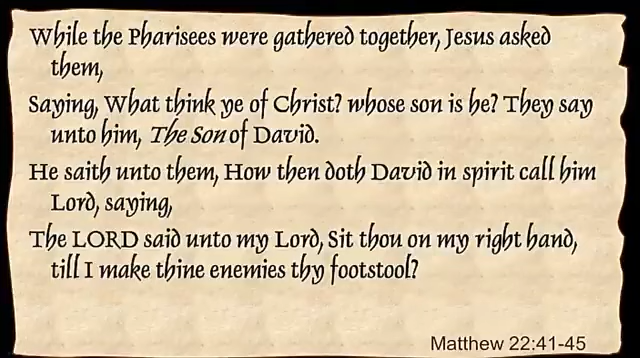 While the Pharisees were gathered together, Jesus asked
them,
Saying, What think ye of Christ? whose son is he? They say
unto him, The Son of David.
He saith unto them, How then doth David in spirit call him
Lord, saying,
The LORD said unto my Lord, Sit thou on my right hand,
till I make thine enemies thy footstool?
Matthew 22:41-45